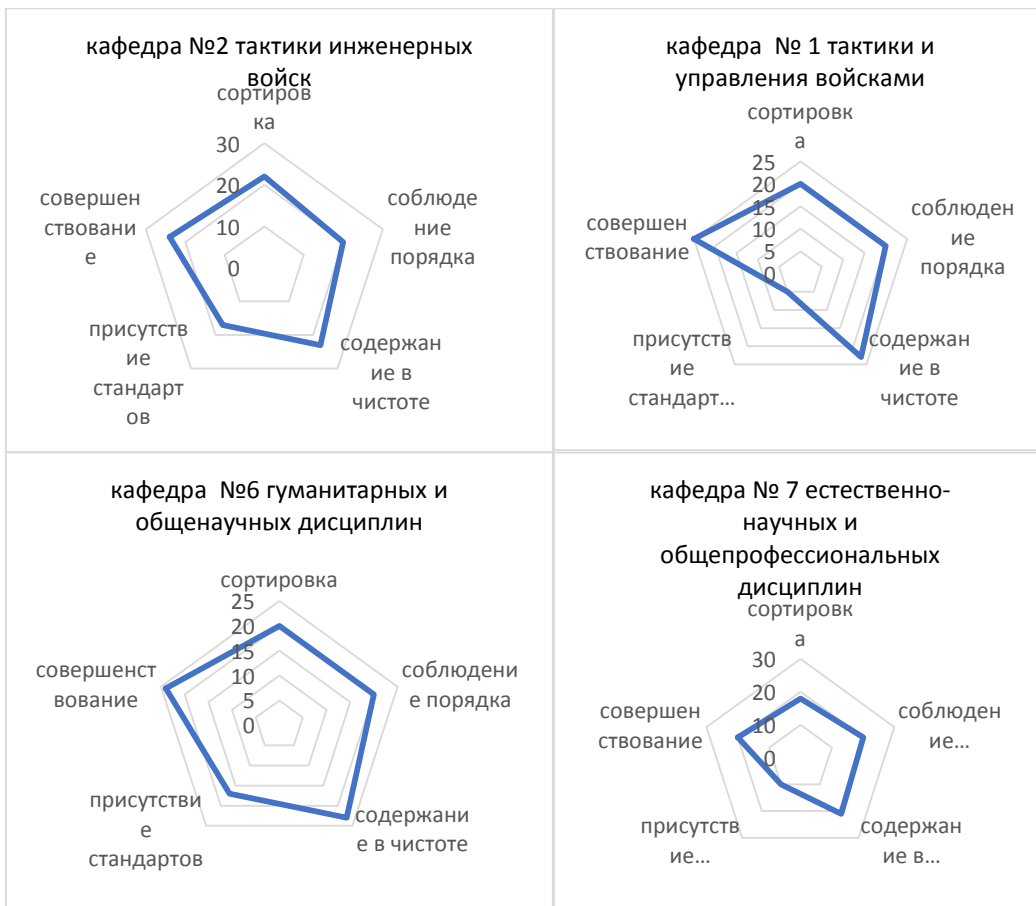 кафедра №2 тактики инженерных
войск
сортиров
ка
30
20
10
0
соблюде
ние
порядка
содержан
ие в
чистоте
присутств
ие
стандарт
ов
совершен
ствовани
е
кафедра № 1 тактики и
управления войсками
сортировк
а
25
20
15
10
5
0
соблюден
ие
порядка
содержан
ие в
чистоте
присутств
ие
стандарт...
совершен
ствование
кафедра №6 гуманитарных и
общенаучных дисциплин
сортировка
25
20
15
10
5
0
соблюдени
е порядка
содержани
е в чистоте
присутстви
е
стандартов
совершенст
вование
кафедра № 7 естественно-
научных и
общепрофессиональных
дисциплин
сортировк
а
30
20
10
0
соблюден
ие...
содержан
ие в...
присутств
ие...
совершен
ствование